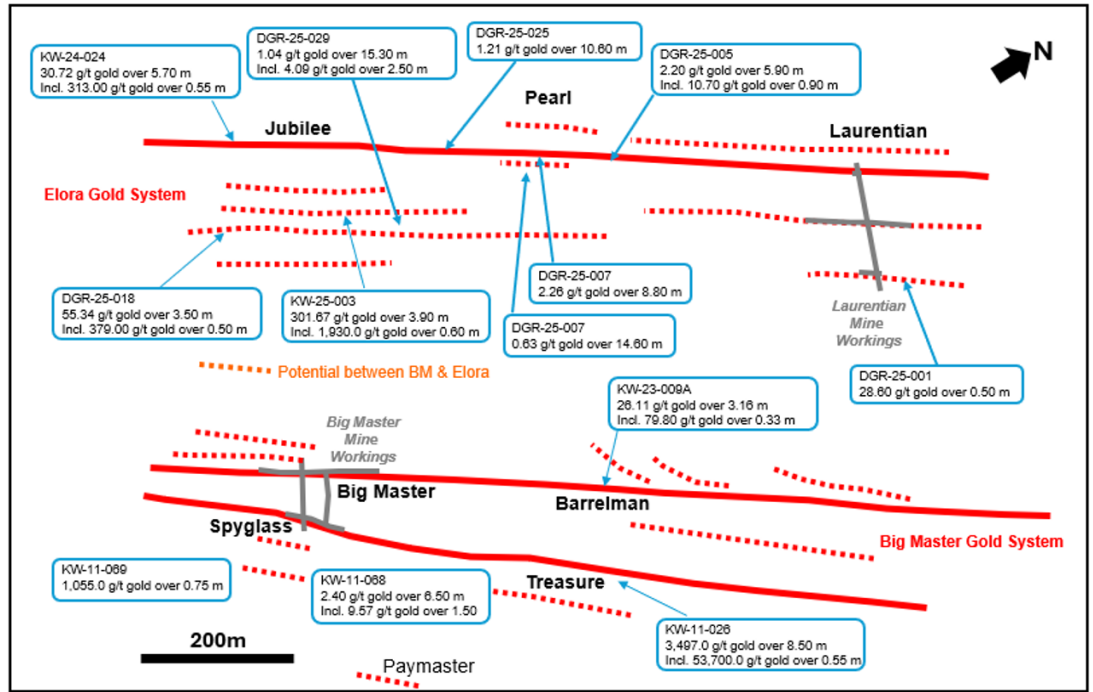 KW-24-024
30.72 g/t gold over 5.70 m
Incl. 313.00 g/t gold over 0.55 m
DGR-25-029
1.04 g/t gold over 15.30 m
Incl. 4.09 g/t gold over 2.50 m
DGR-25-025
1.21 g/t gold over 10.60 m
DGR-25-005
2.20 g/t gold over 5.90 m
Incl. 10.70 g/t gold over 0.90 m
N
Jubilee
Pearl
Laurentian
Elora Gold System
DGR-25-018
55.34 g/t gold over 3.50 m
Incl. 379.00 g/t gold over 0.50 m
KW-25-003
301.67 g/t gold over 3.90 m
Incl. 1,930.0 g/t gold over 0.60 m
DGR-25-007
2.26 g/t gold over 8.80 m
DGR-25-007
0.63 g/t gold over 14.60 m
Laurentian
Mine
Workings
DGR-25-001
28.60 g/t gold over 0.50 m
Potential between BM & Elora
KW-23-009A
26.11 g/t gold over 3.16 m
Incl. 79.80 g/t gold over 0.33 m
Big Master
Mine
Workings
Big Master
Barrelman
Spyglass
Big Master Gold System
KW-11-069
1,055.0 g/t gold over 0.75 m
KW-11-068
2.40 g/t gold over 6.50 m
Incl. 9.57 g/t gold over 1.50
Treasure
KW-11-026
3,497.0 g/t gold over 8.50 m
Incl. 53,700.0 g/t gold over 0.55 m
200m
Paymaster